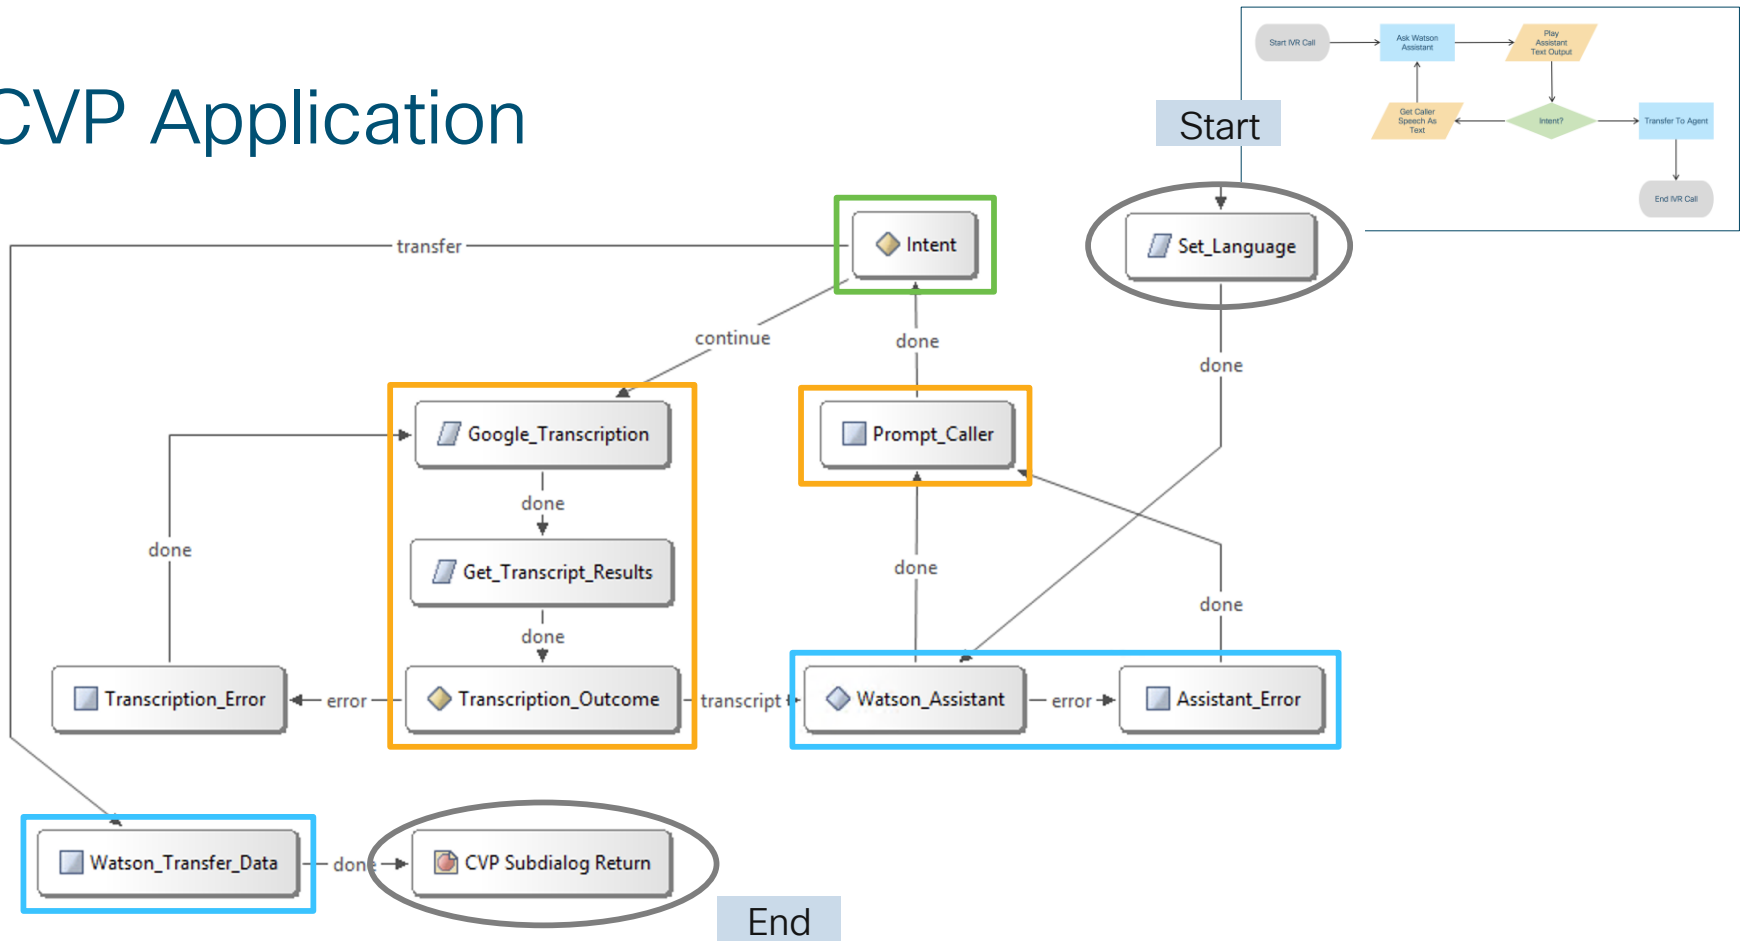 CVP Application
Start IVR Call
Ask Watson
Assistant
Play
Assistant
Text Output
Get Caller
Speech As
Text
Intent?
Transfer To Agent
End IVR Call
Start
Intent
Set_Language
transfer
continue
done
done
Google_Transcription
Prompt_Caller
done
done
Get_Transcript_Results
done
done
done
Transcription_Error
error
Transcription_Outcome
transcript
Watson_Assistant
error
Assistant_Error
Watson_Transfer_Data
done
CVP Subdialog Return
End